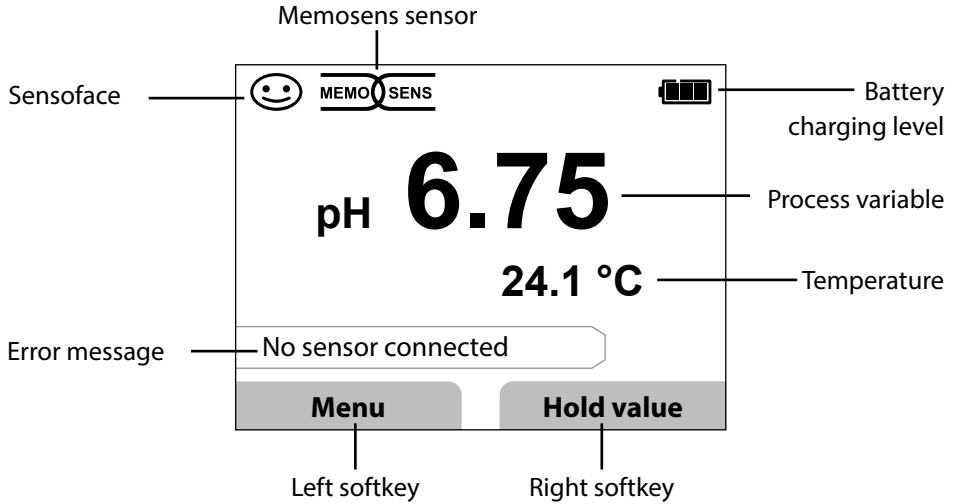 Memosens sensor
Sensoface
MEMO SENS
Battery
charging level
pH 6.75
Process variable
24.1 °C
Temperature
Error message
No sensor connected
Menu
Hold value
Left softkey
Right softkey